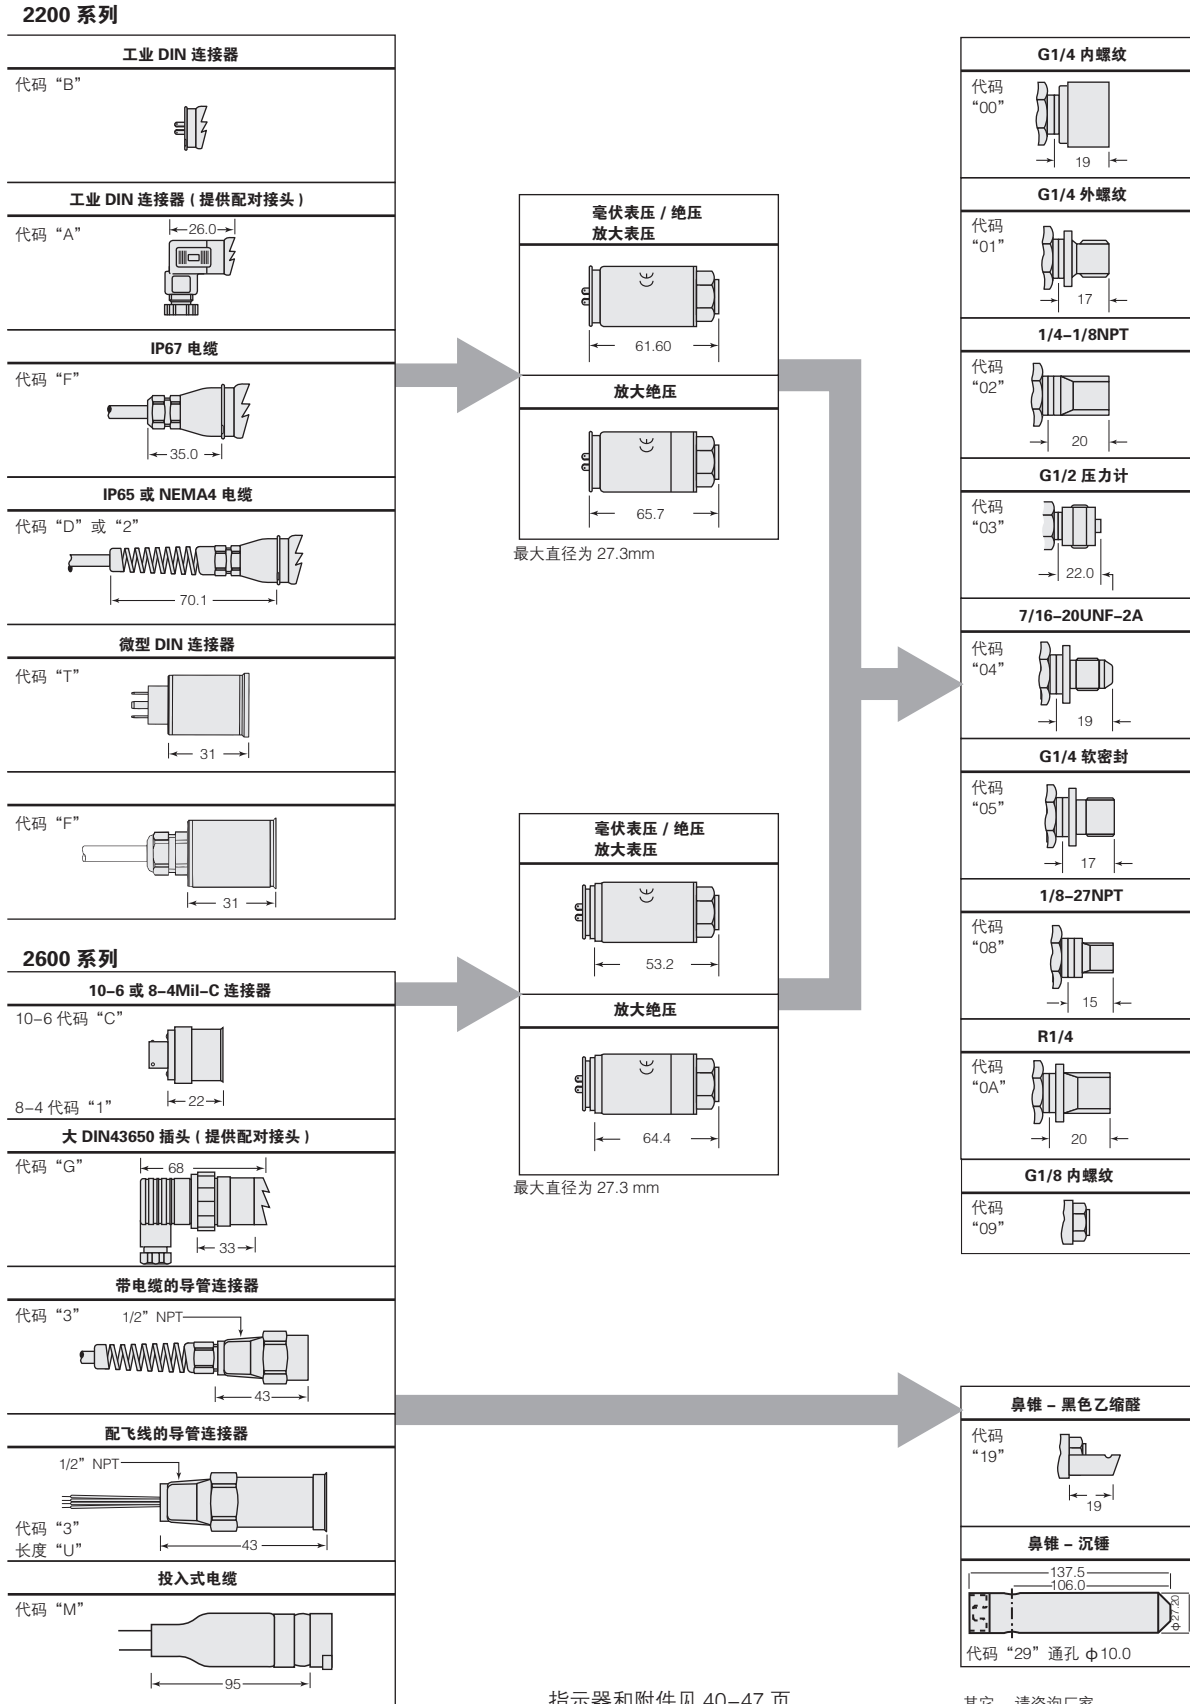 2200 系列
工业 DIN 连接器
代码 “B”
工业 DIN 连接器 ( 提供配对接头 )
代码 “A”
26.0
IP67 电缆
代码 “F”
35.0
IP65 或 NEMA4 电缆
代码 “D” 或 “2”
70.1
微型 DIN 连接器
代码 “T”
31
代码 “F”
31
2600 系列
10–6 或 8–4Mil–C 连接器
10–6 代码 “C”
22
8–4 代码 “1”
大 DIN43650 插头 ( 提供配对接头 )
代码 “G”
68
33
带电缆的导管连接器
代码 “3”
1/2” NPT
43
配飞线的导管连接器
1/2” NPT
代码 “3”
长度 “U”
43
投入式电缆
代码 “M”
95
毫伏表压 / 绝压
放大表压
61.60
放大绝压
65.7
最大直径为 27.3mm
毫伏表压 / 绝压
放大表压
53.2
放大绝压
64.4
最大直径为 27.3 mm
G1/4 内螺纹
代码
“00”
19
G1/4 外螺纹
代码
“01”
17
1/4–1/8NPT
代码
“02”
20
G1/2 压力计
代码
“03”
22.0
7/16–20UNF–2A
代码
“04”
19
G1/4 软密封
代码
“05”
17
1/8–27NPT
代码
“08”
15
R1/4
代码
“0A”
20
G1/8 内螺纹
代码
“09”
鼻锥 – 黑色乙缩醛
代码
“19”
19
鼻锥 – 沉锤
137.5
106.0
ф27.20
代码 “29” 通孔 ф10.0
指示器和附件见 40–47 页